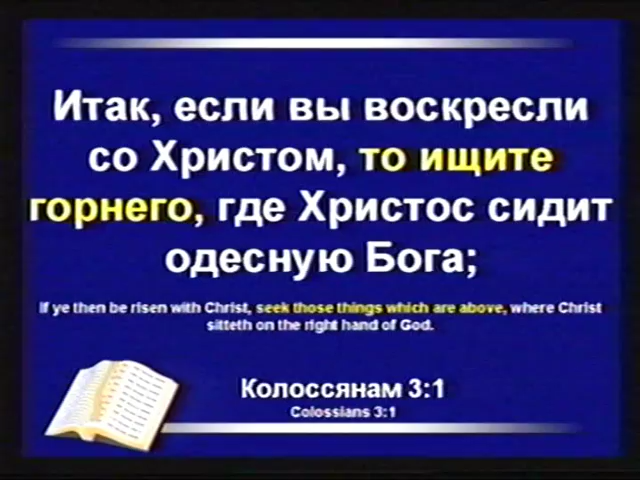 Итак, если вы воскресли
со Христом, то ищите
горнего, где Христос сидит
одесную Бога;
If ye then be risen with Christ, seek those things which are above, where Christ
sitteth on the right hand of God.
Колоссянам 3:1
Colossians 3:1